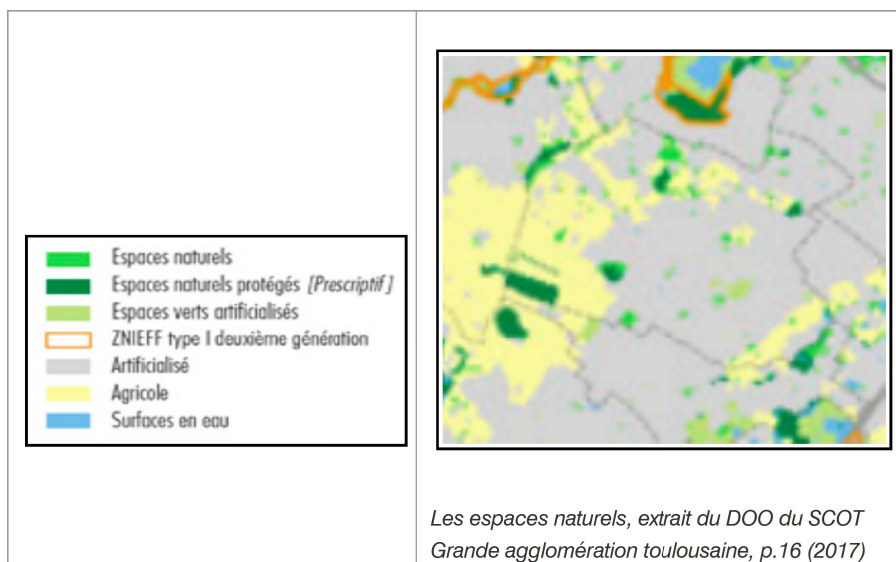 Espaces naturels
Espaces naturels protégés [Prescriptif]
Espaces verts artificialisés
ZNIEFF type I deuxième génération
Artificialisé
Agricole
Surfaces en eau
Les espaces naturels, extrait du DOO du SCOT
Grande agglomération toulousaine, p.16 (2017)